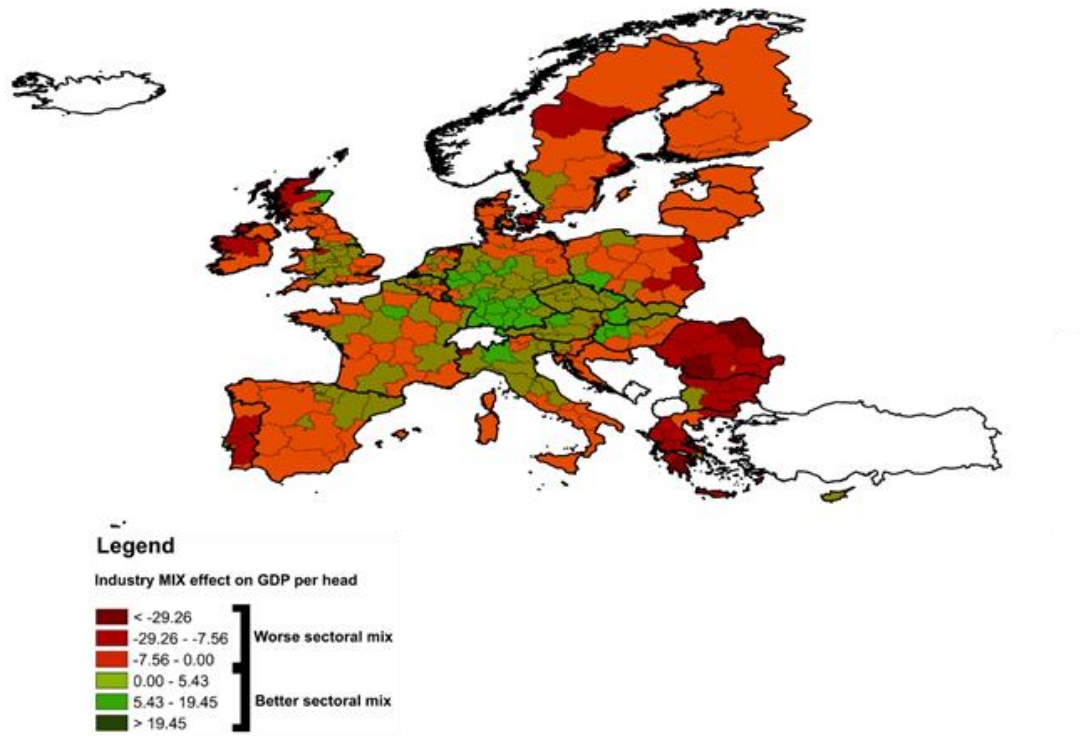 Legend
Industry MIX effect on GDP per head
< -29.26
-29.26 - -7.56
Worse sectoral mix
-7.56 - 0.00
0.00 - 5.43
5.43 - 19.45
Better sectoral mix
> 19.45